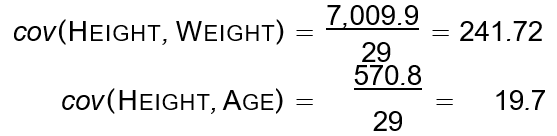 cov(HEIGHT, WEIGHT) = 7,009.9 / 29 = 241.72
cov(HEIGHT, AGE) = 570.8 / 29 = 19.7